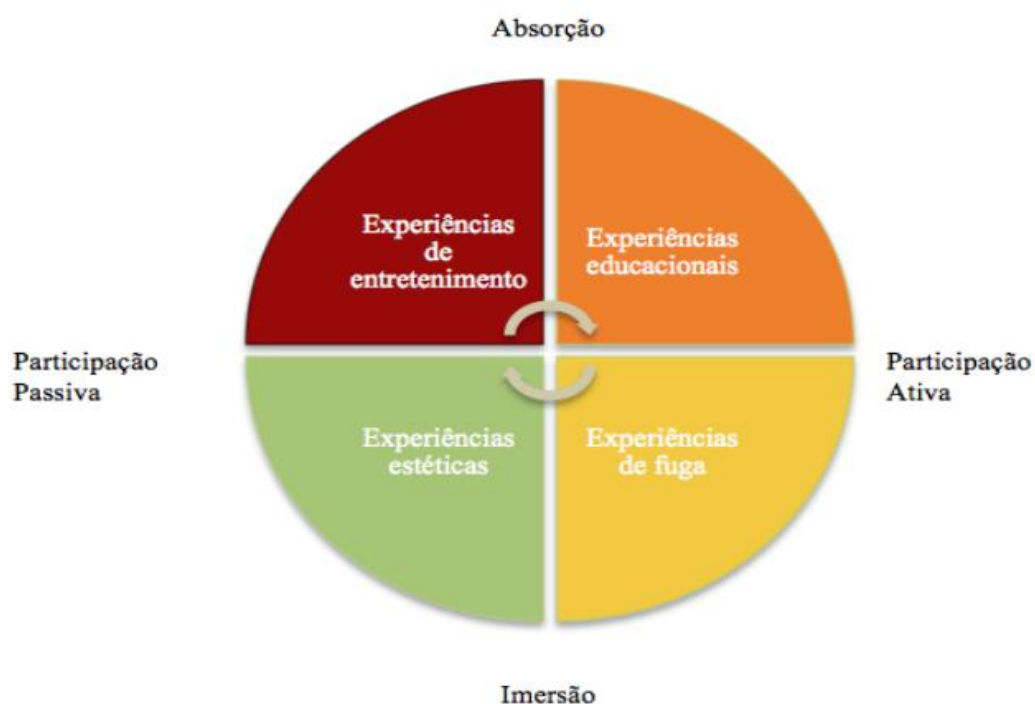 Absorção
Experiências
de
entretenimento
Experiências
educacionais
Participação
Passiva
Participação
Ativa
Experiências
estéticas
Experiências
de fuga
Imersão